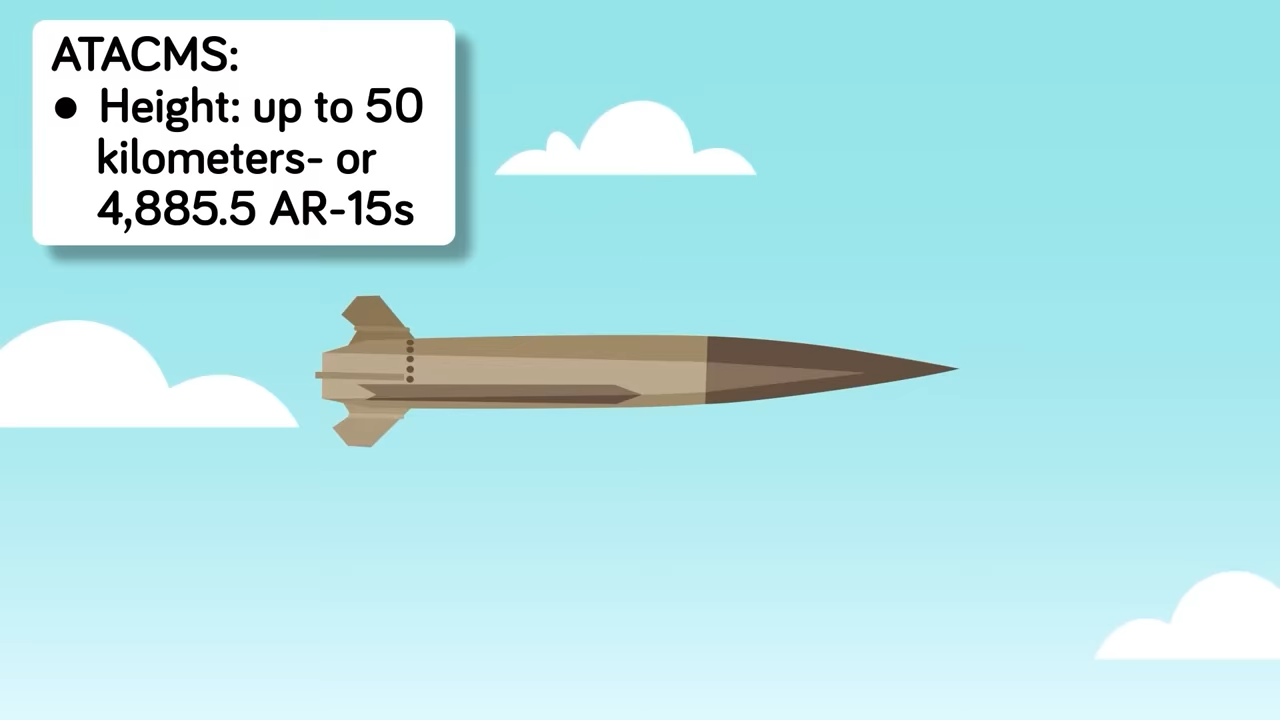 ATACMS:
● Height: up to 50
kilometers- or
4,885.5 AR-15s